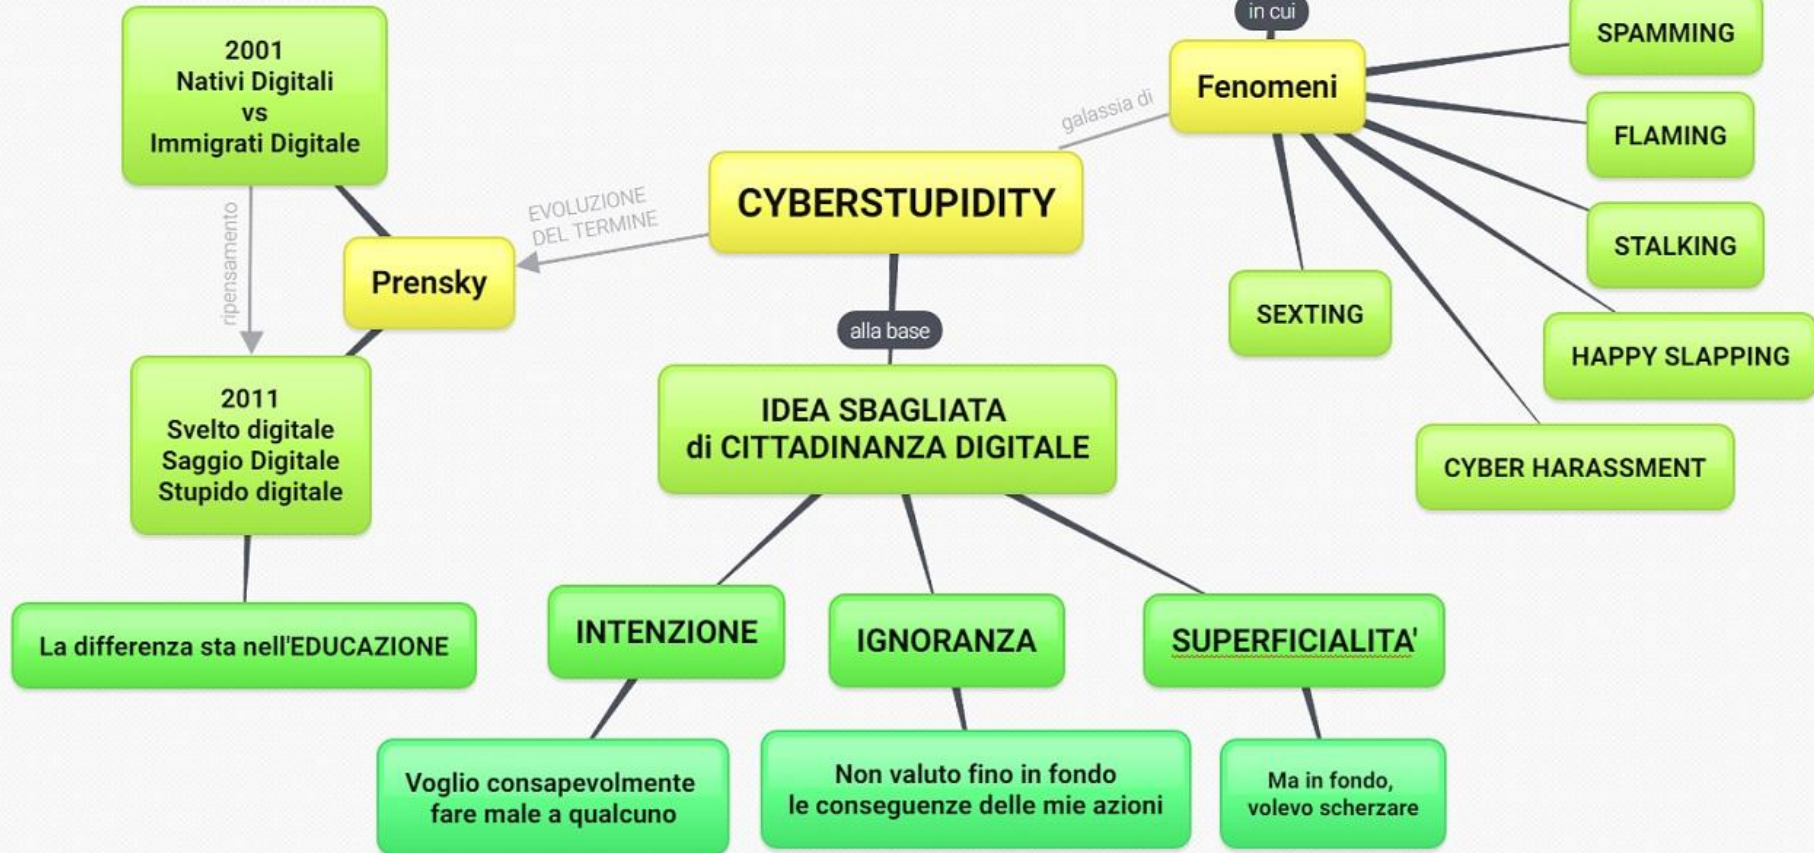 in cui
2001
Nativi Digitali
vs
Immigrati Digitale
SPAMMING
Fenomeni
galassia di
FLAMING
CYBERSTUPIDITY
EVOLUZIONE
DEL TERMINE
ripensamento
Prensky
STALKING
SEXTING
alla base
HAPPY SLAPPING
2011
Svelto digitale
Saggio Digitale
Stupido digitale
IDEA SBAGLIATA
di CITTADINANZA DIGITALE
CYBER HARASSMENT
La differenza sta nell'EDUCAZIONE
INTENZIONE
IGNORANZA
SUPERFICIALITA'
Voglio consapevolmente
fare male a qualcuno
Non valuto fino in fondo
le conseguenze delle mie azioni
Ma in fondo,
volevo scherzare